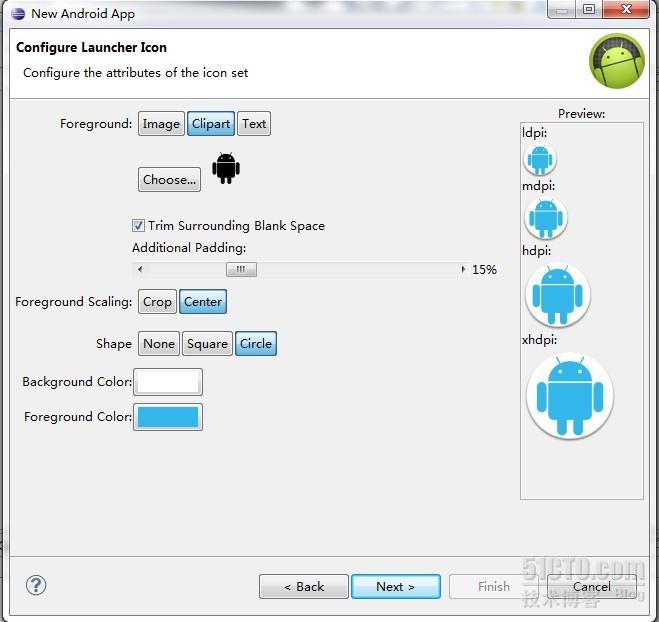 New Android App
Configure Launcher Icon
Configure the attributes of the icon set
Foreground: Image Clipart Text
Choose...
Trim Surrounding Blank Space
Additional Padding:
15%
Foreground Scaling: Crop Center
Shape None Square Circle
Background Color:
Foreground Color:
Preview:
ldpi:
mdpi:
hdpi:
xhdpi:
< Back Next > Finish Cancel
51CTO.com
技术博客 Blog